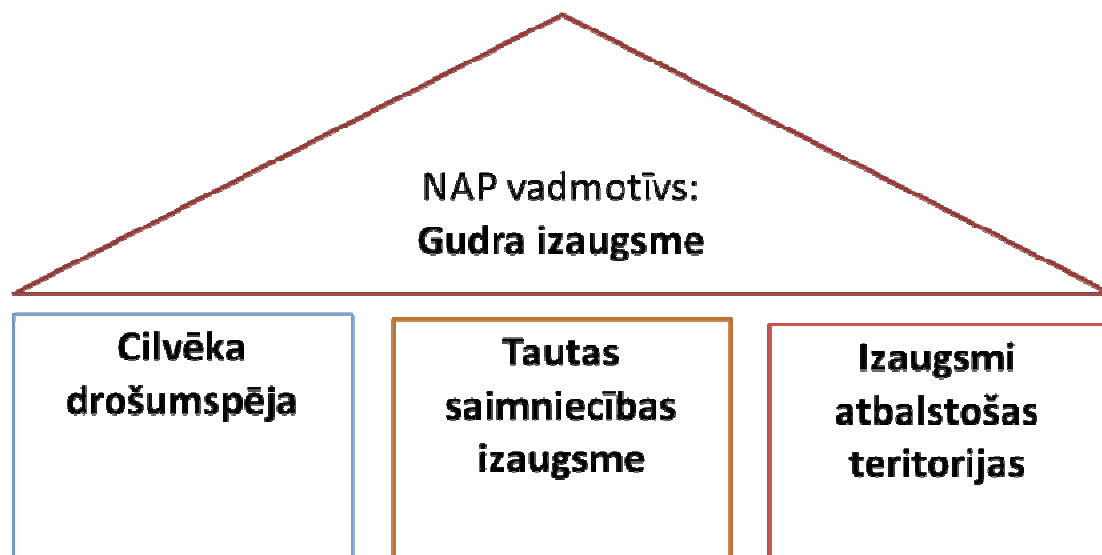 NAP vadmotīvs:
Gudra izaugsme
Cilvēka
drošumspēja
Tautas
saimniecības
izaugsme
Izaugsmi
atbalstošas
teritorijas